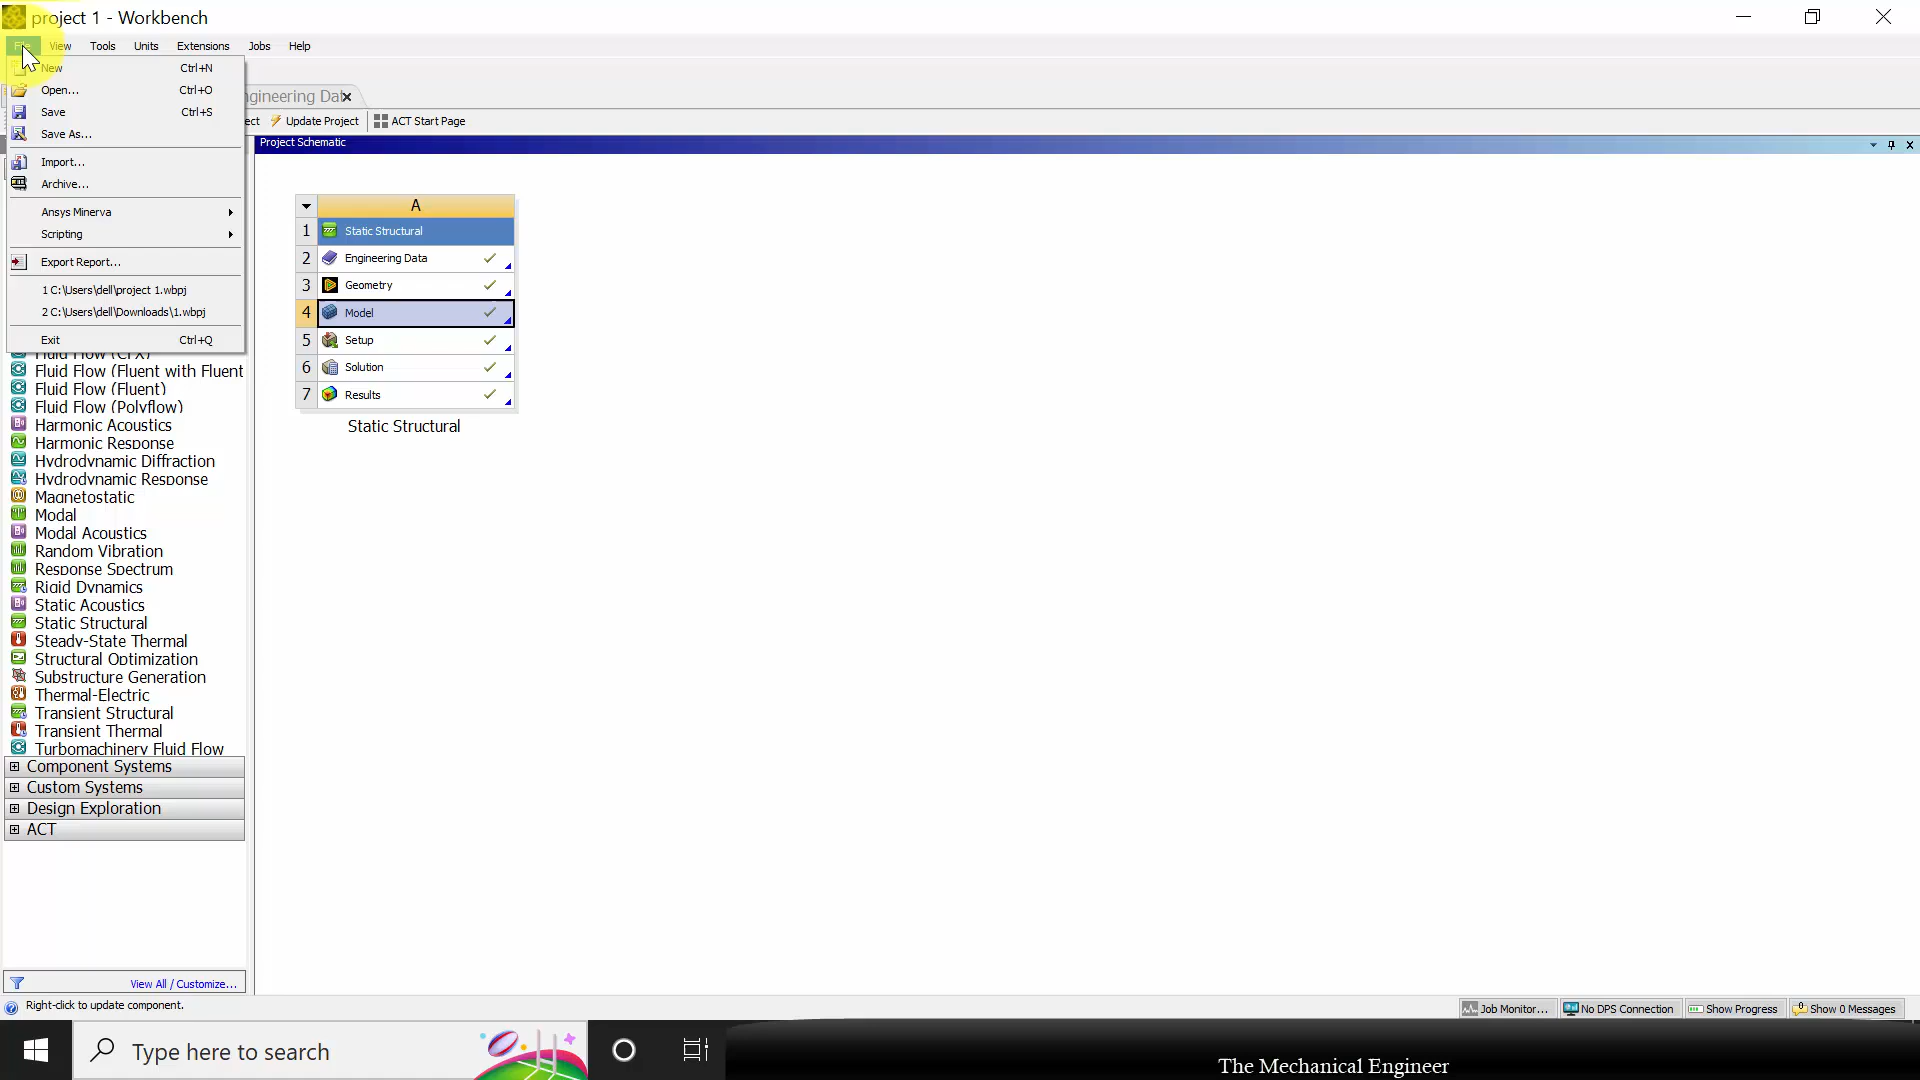 project 1 - Workbench
File View Tools Units Extensions Jobs Help
New Ctrl+N
Open... Ctrl+O
Save Ctrl+S
Save As...
Import...
Archive...
Ansys Minerva
Scripting
Export Report...
1 C:\Users\dell\project 1.wbpj
2 C:\Users\dell\Downloads\1.wbpj
Exit Ctrl+Q
ngineering Dat
ect Update Project ACT Start Page
Project Schematic
A
1 Static Structural
2 Engineering Data
3 Geometry
4 Model
5 Setup
6 Solution
7 Results
Static Structural
Fluid Flow (CFX)
Fluid Flow (Fluent with Fluent
Fluid Flow (Fluent)
Fluid Flow (Polyflow)
Harmonic Acoustics
Harmonic Response
Hydrodynamic Diffraction
Hydrodynamic Response
Magnetostatic
Modal
Modal Acoustics
Random Vibration
Response Spectrum
Rigid Dynamics
Static Acoustics
Static Structural
Steady-State Thermal
Structural Optimization
Substructure Generation
Thermal-Electric
Transient Structural
Transient Thermal
Turbomachinery Fluid Flow
Component Systems
Custom Systems
Design Exploration
ACT
View All / Customize...
Right-click to update component.
Job Monitor... No DPS Connection Show Progress Show 0 Messages
Type here to search
The Mechanical Engineer